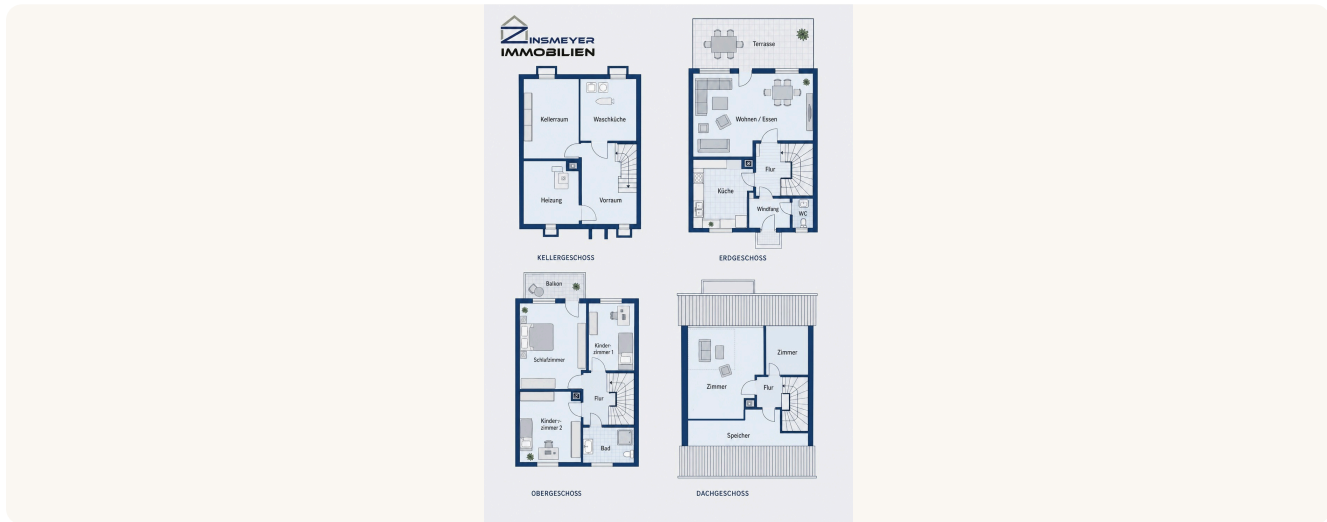 ZINSMEYER
IMMOBILIEN
Kellerraum
Waschküche
Heizung
Vorraum
KELLERGESCHOSS
Terrasse
Wohnen / Essen
Flur
Küche
Windfang
WC
ERDGESCHOSS
Balkon
Schlafzimmer
Kinder-
zimmer 1
Flur
Kinder-
zimmer 2
Bad
OBERGESCHOSS
Zimmer
Zimmer
Flur
Speicher
DACHGESCHOSS